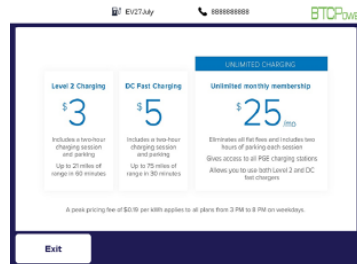 EV27July
8888888888
BTCPower
UNLIMITED CHARGING
Level 2 Charging
$3
Includes a two-hour
charging session
and parking
Up to 21 miles of
range in 60 minutes
DC Fast Charging
$5
Includes a two-hour
charging session
and parking
Up to 75 miles of
range in 30 minutes
Unlimited monthly membership
$25/mo
Eliminates all flat fees and includes two
hours of parking each session
Gives access to all PGE charging stations
Allows you to use both Level 2 and DC
fast chargers
A peak pricing fee of $0.19 per kWh applies to all plans from 3 PM to 8 PM on weekdays.
Exit